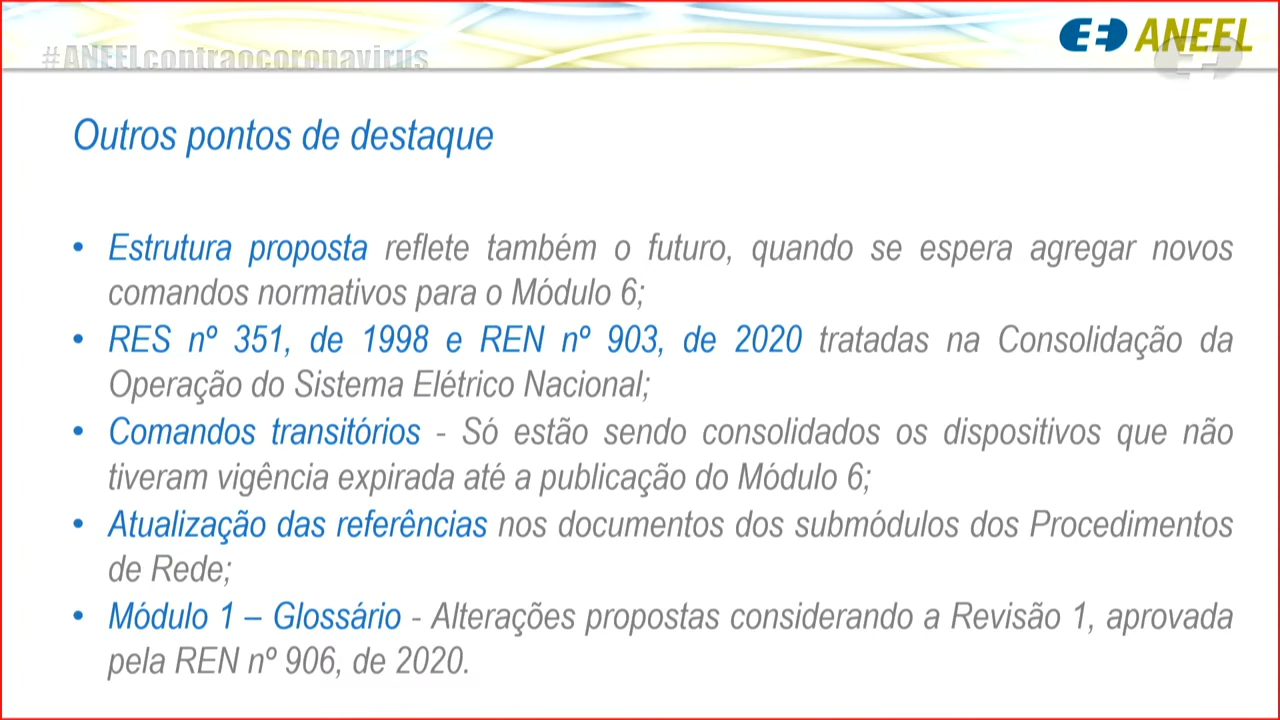 #ANEELcontraocoronavirus
ANEEL
Outros pontos de destaque
• Estrutura proposta reflete também o futuro, quando se espera agregar novos
comandos normativos para o Módulo 6;
• RES nº 351, de 1998 e REN nº 903, de 2020 tratadas na Consolidação da
Operação do Sistema Elétrico Nacional;
• Comandos transitórios - Só estão sendo consolidados os dispositivos que não
tiveram vigência expirada até a publicação do Módulo 6;
• Atualização das referências nos documentos dos submódulos dos Procedimentos
de Rede;
• Módulo 1 – Glossário - Alterações propostas considerando a Revisão 1, aprovada
pela REN nº 906, de 2020.